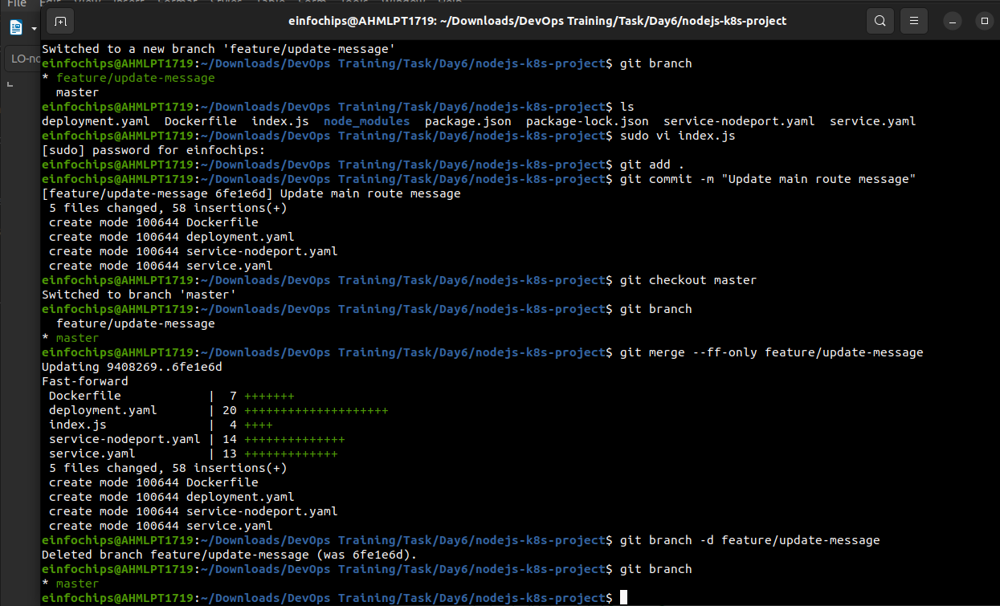 File
einfochips@AHMLPT1719: ~/Downloads/DevOps Training/Task/Day6/nodejs-k8s-project
LO-no
Switched to a new branch 'feature/update-message'
einfochips@AHMLPT1719:~/Downloads/DevOps Training/Task/Day6/nodejs-k8s-project$ git branch
* feature/update-message
  master
einfochips@AHMLPT1719:~/Downloads/DevOps Training/Task/Day6/nodejs-k8s-project$ ls
deployment.yaml  Dockerfile  index.js  node_modules  package.json  package-lock.json  service-nodeport.yaml  service.yaml
einfochips@AHMLPT1719:~/Downloads/DevOps Training/Task/Day6/nodejs-k8s-project$ sudo vi index.js
[sudo] password for einfochips:
einfochips@AHMLPT1719:~/Downloads/DevOps Training/Task/Day6/nodejs-k8s-project$ git add .
einfochips@AHMLPT1719:~/Downloads/DevOps Training/Task/Day6/nodejs-k8s-project$ git commit -m "Update main route message"
[feature/update-message 6fe1e6d] Update main route message
 5 files changed, 58 insertions(+)
 create mode 100644 Dockerfile
 create mode 100644 deployment.yaml
 create mode 100644 service-nodeport.yaml
 create mode 100644 service.yaml
einfochips@AHMLPT1719:~/Downloads/DevOps Training/Task/Day6/nodejs-k8s-project$ git checkout master
Switched to branch 'master'
einfochips@AHMLPT1719:~/Downloads/DevOps Training/Task/Day6/nodejs-k8s-project$ git branch
  feature/update-message
* master
einfochips@AHMLPT1719:~/Downloads/DevOps Training/Task/Day6/nodejs-k8s-project$ git merge --ff-only feature/update-message
Updating 9408269..6fe1e6d
Fast-forward
 Dockerfile            |  7 +++++++
 deployment.yaml       | 20 ++++++++++++++++++++
 index.js              |  4 ++++
 service-nodeport.yaml | 14 ++++++++++++++
 service.yaml          | 13 +++++++++++++
 5 files changed, 58 insertions(+)
 create mode 100644 Dockerfile
 create mode 100644 deployment.yaml
 create mode 100644 service-nodeport.yaml
 create mode 100644 service.yaml
einfochips@AHMLPT1719:~/Downloads/DevOps Training/Task/Day6/nodejs-k8s-project$ git branch -d feature/update-message
Deleted branch feature/update-message (was 6fe1e6d).
einfochips@AHMLPT1719:~/Downloads/DevOps Training/Task/Day6/nodejs-k8s-project$ git branch
* master
einfochips@AHMLPT1719:~/Downloads/DevOps Training/Task/Day6/nodejs-k8s-project$